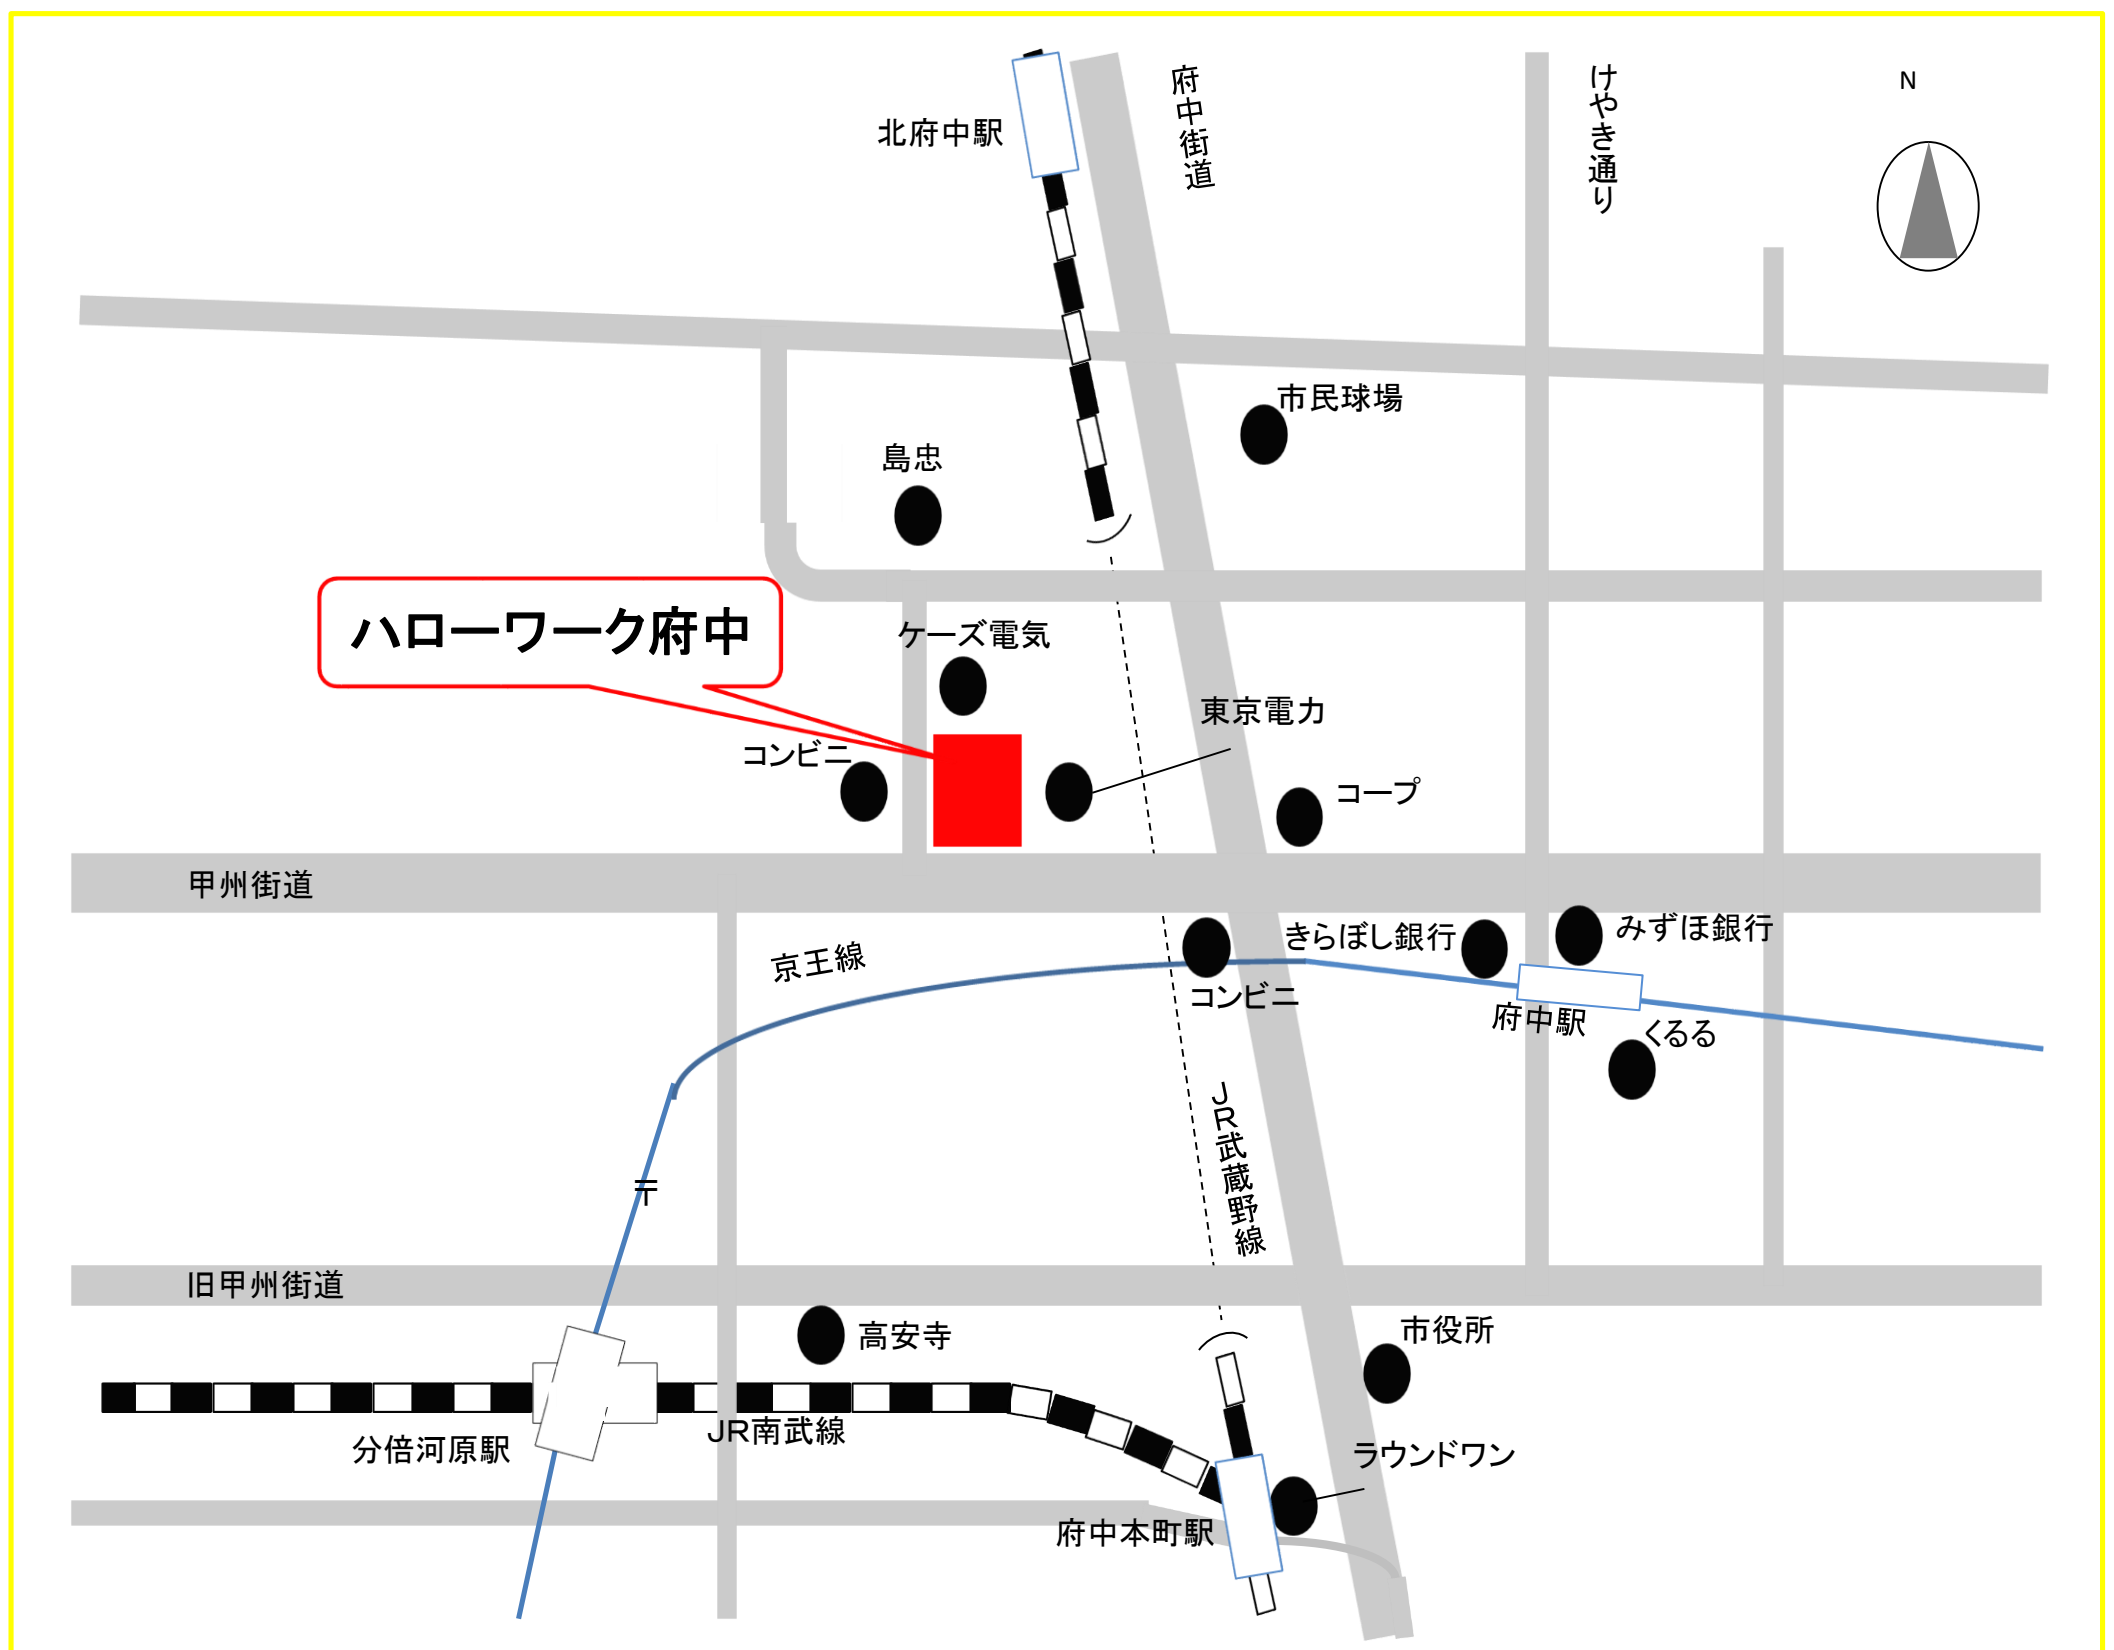 府中街道
けやき通り
N
北府中駅
市民球場
島忠
ハローワーク府中
ケーズ電気
東京電力
コンビニ
コープ
甲州街道
きらぼし銀行
みずほ銀行
京王線
コンビニ
府中駅
くるる
JR武蔵野線
〒
旧甲州街道
高安寺
市役所
JR南武線
分倍河原駅
ラウンドワン
府中本町駅